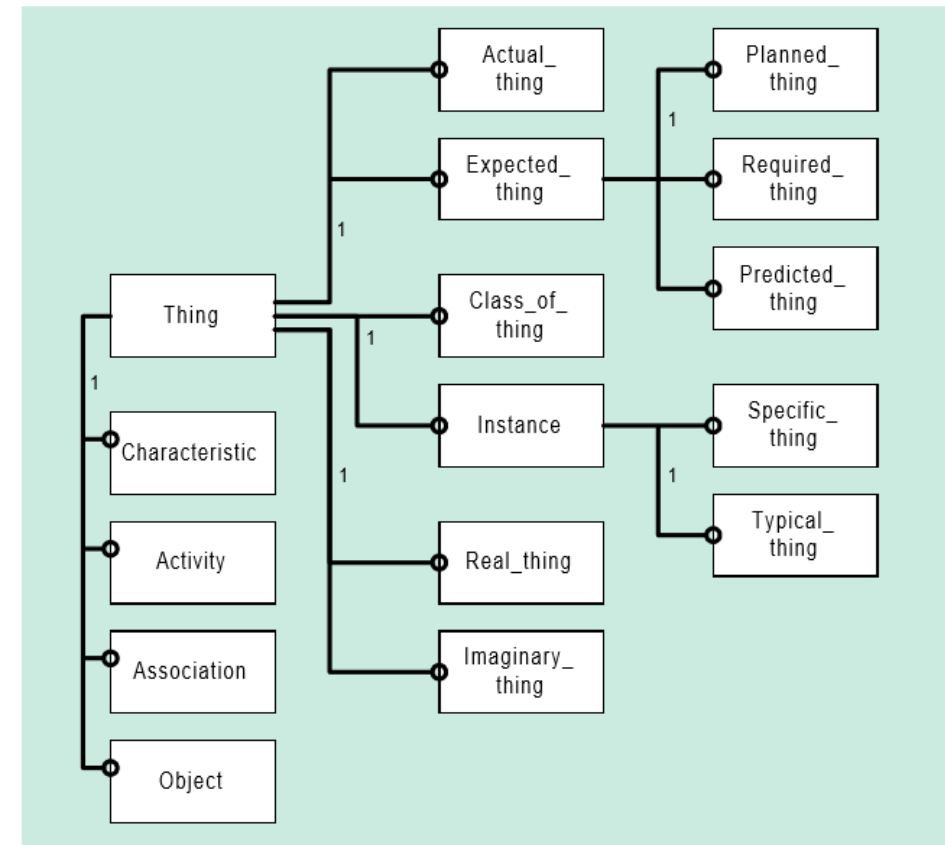 Actual_
thing
Planned_
thing
1
Expected_
thing
Required_
thing
1
Predicted_
thing
Thing
Class_of_
thing
1
1
Characteristic
Instance
Specific_
thing
1
1
Activity
Real_thing
Typical_
thing
Association
Imaginary_
thing
Object